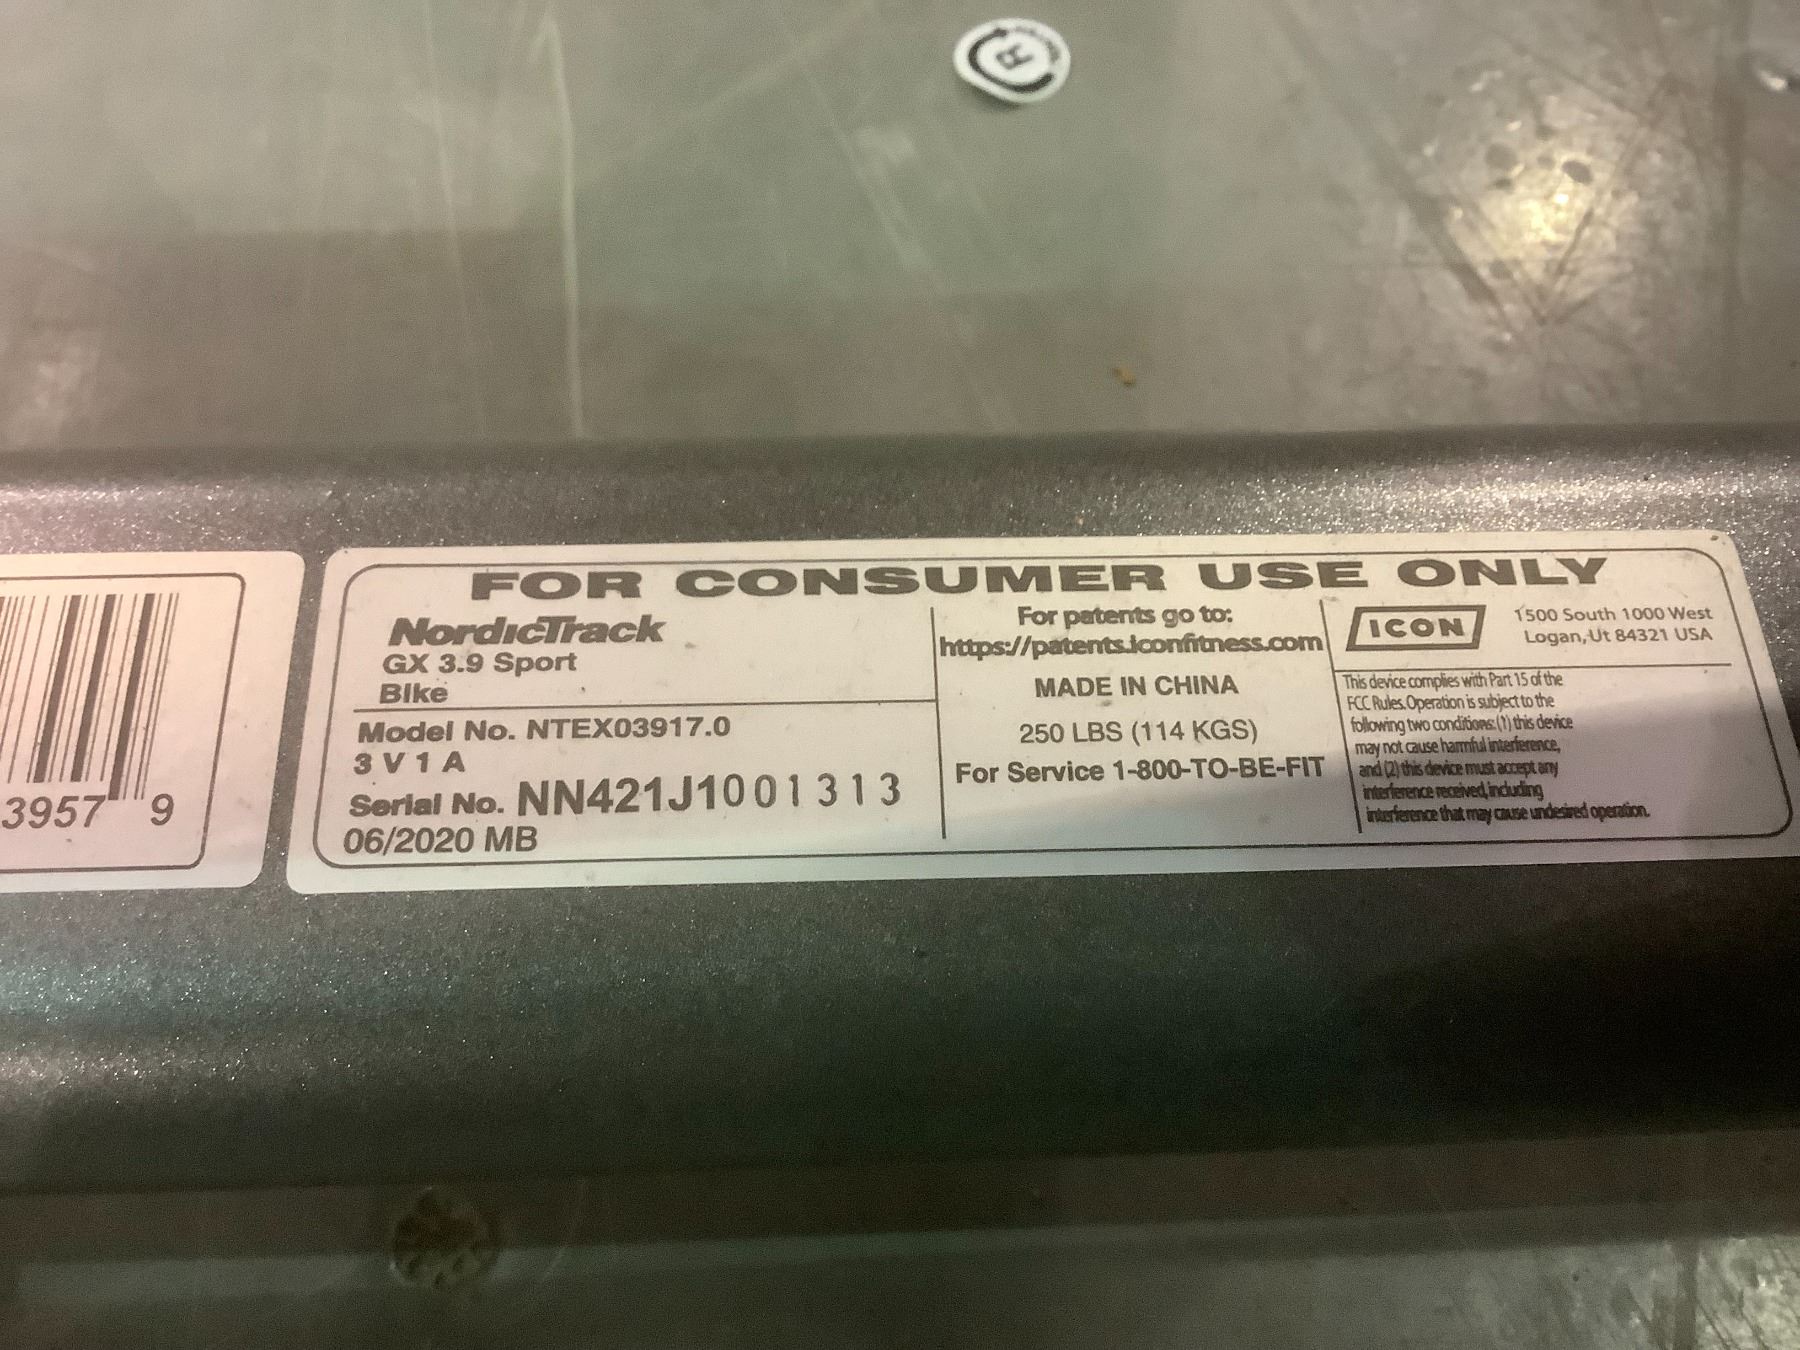 R
3957 9
FOR CONSUMER USE ONLY
NordicTrack
GX 3.9 Sport
Bike
Model No. NTEX03917.0
3 V 1 A
Serial No. NN421J1001313
06/2020 MB
For patents go to:
https://patents.iconfitness.com
MADE IN CHINA
250 LBS (114 KGS)
For Service 1-800-TO-BE-FIT
ICON
1500 South 1000 West
Logan, Ut 84321 USA
This device complies with Part 15 of the
FCC Rules. Operation is subject to the
following two conditions: (1) this device
may not cause harmful interference,
and (2) this device must accept any
interference received, including
interference that may cause undesired operation.